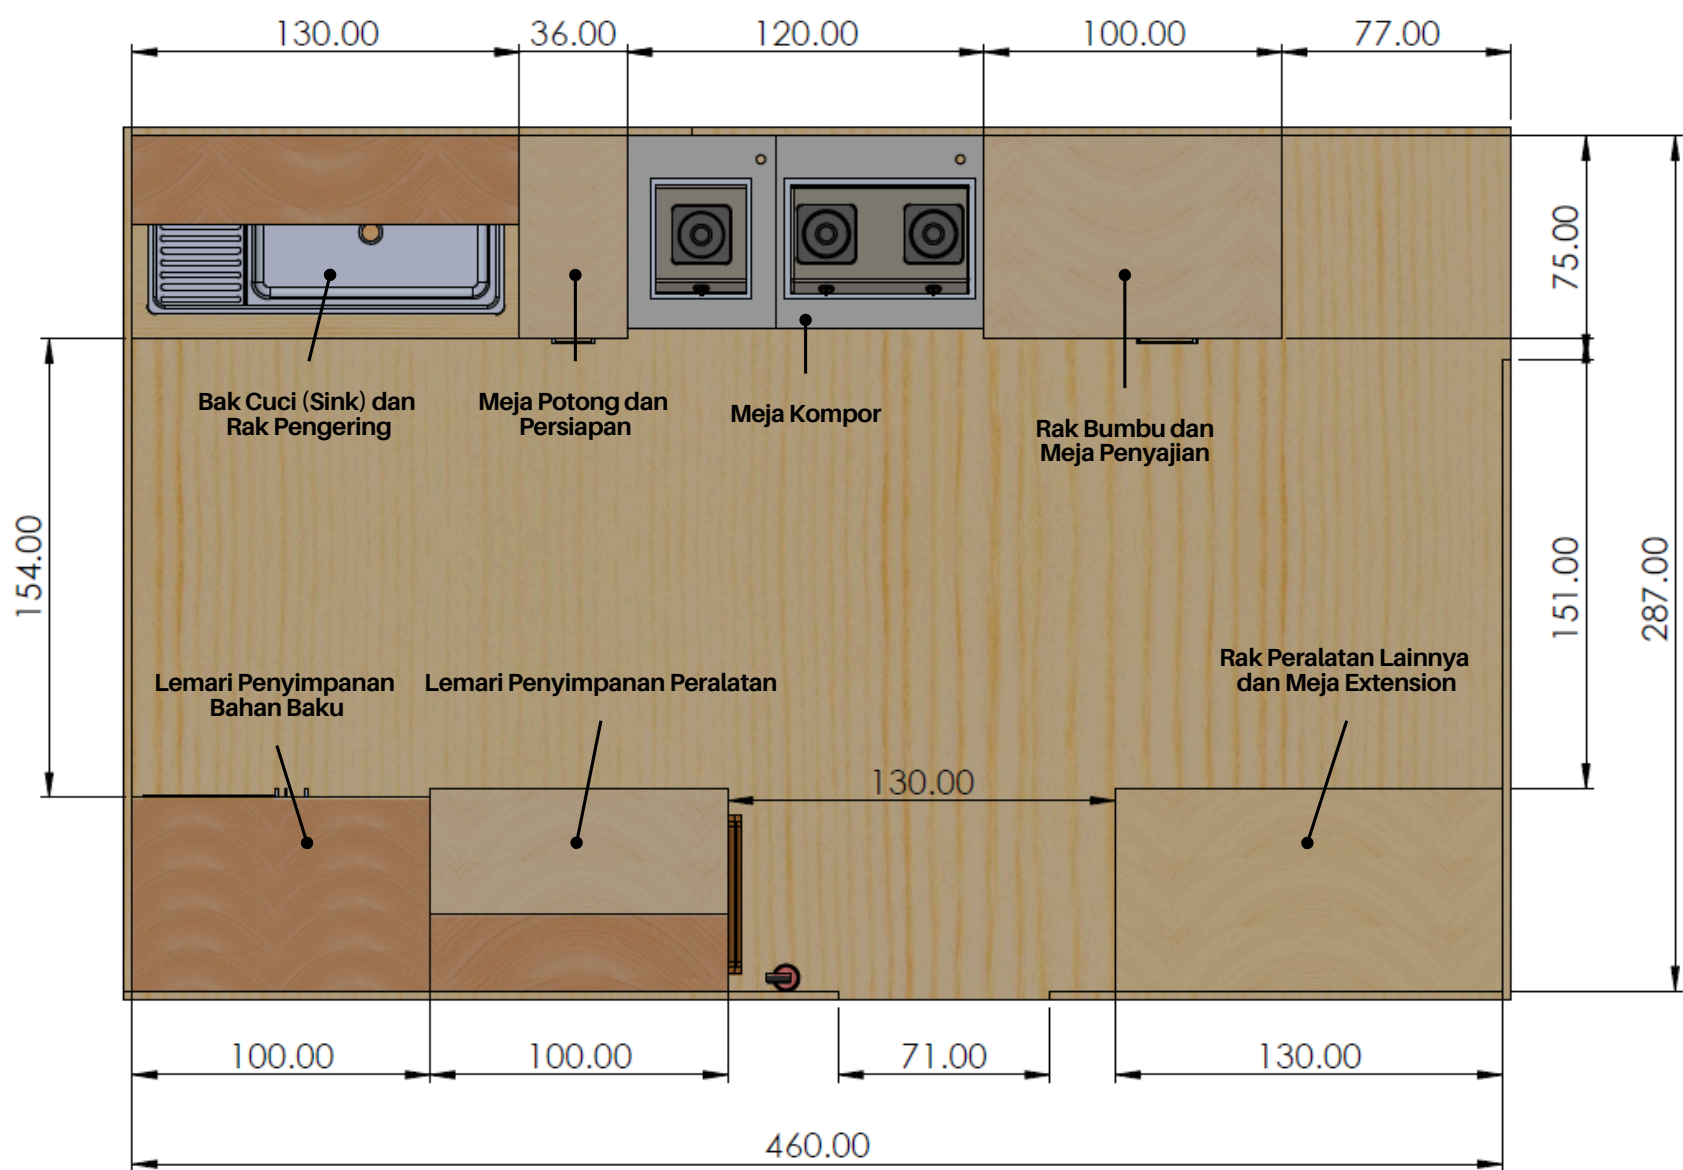 130.00
36.00
120.00
100.00
77.00
75.00
Bak Cuci (Sink) dan
Rak Pengering
Meja Potong dan
Persiapan
Meja Kompor
Rak Bumbu dan
Meja Penyajian
154.00
151.00
287.00
Lemari Penyimpanan
Bahan Baku
Lemari Penyimpanan Peralatan
Rak Peralatan Lainnya
dan Meja Extension
130.00
100.00
100.00
71.00
130.00
460.00